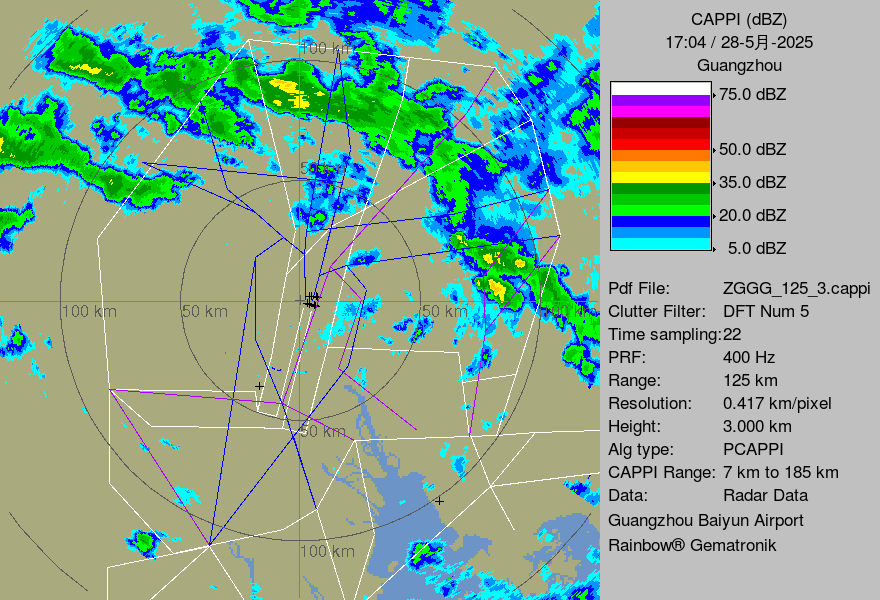 CAPPI (dBZ)
17:04 / 28-5月-2025
Guangzhou
75.0 dBZ
50.0 dBZ
35.0 dBZ
20.0 dBZ
5.0 dBZ
Pdf File: ZGGG_125_3.cappi
Clutter Filter: DFT Num 5
Time sampling:22
PRF: 400 Hz
Range: 125 km
Resolution: 0.417 km/pixel
Height: 3.000 km
Alg type: PCAPPI
CAPPI Range: 7 km to 185 km
Data: Radar Data
Guangzhou Baiyun Airport
Rainbow® Gematronik
100 km
100 km
50 km
50 km
50 km
100 km